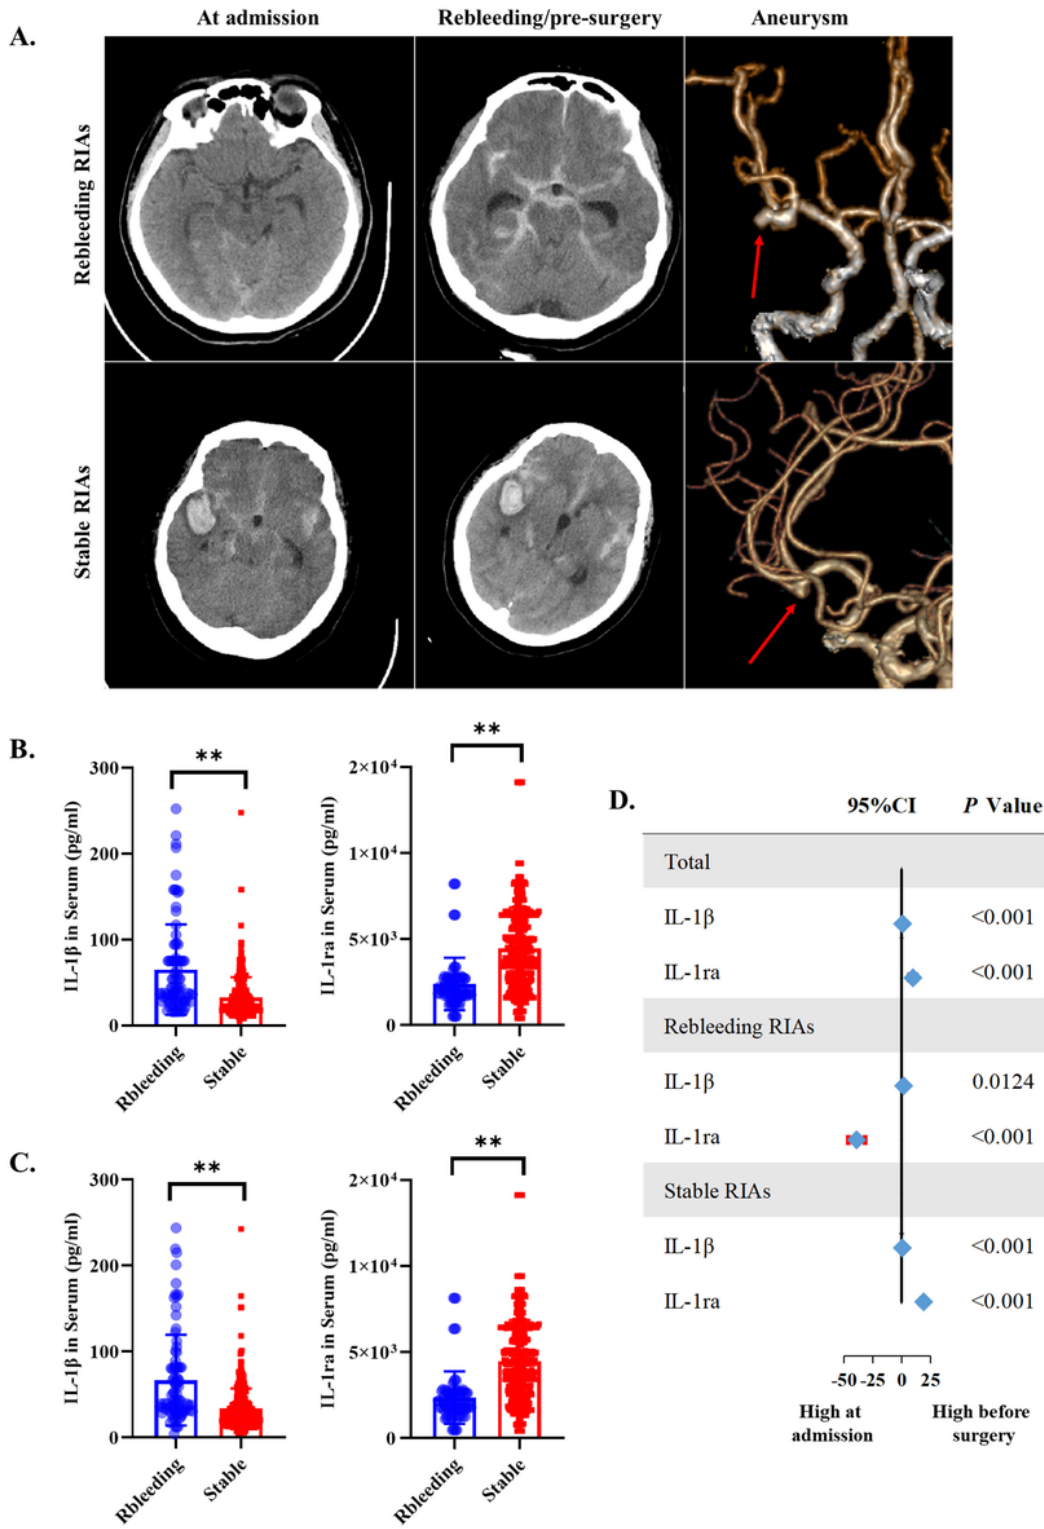 A.
At admission
Rebleeding/pre-surgery
Aneurysm
Rebleeding RIAs
Stable RIAs
B.
**
IL-1β in Serum (pg/ml)
300
200
100
0
Rbleeding
Stable
**
IL-1ra in Serum (pg/ml)
2×10⁴
1×10⁴
5×10³
0
Rbleeding
Stable
C.
**
IL-1β in Serum (pg/ml)
300
200
100
0
Rbleeding
Stable
**
IL-1ra in Serum (pg/ml)
2×10⁴
1×10⁴
5×10³
0
Rbleeding
Stable
D.
95%CI P Value
Total
IL-1β <0.001
IL-1ra <0.001
Rebleeding RIAs
IL-1β 0.0124
IL-1ra <0.001
Stable RIAs
IL-1β <0.001
IL-1ra <0.001
-50 -25 0 25
High at
admission
High before
surgery